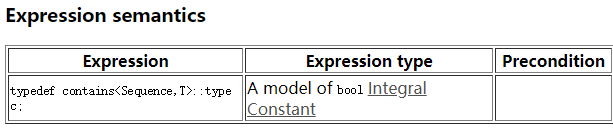 Expression semantics
Expression Expression type Precondition
typedef contains<Sequence,T>::type
c;
A model of bool Integral
Constant